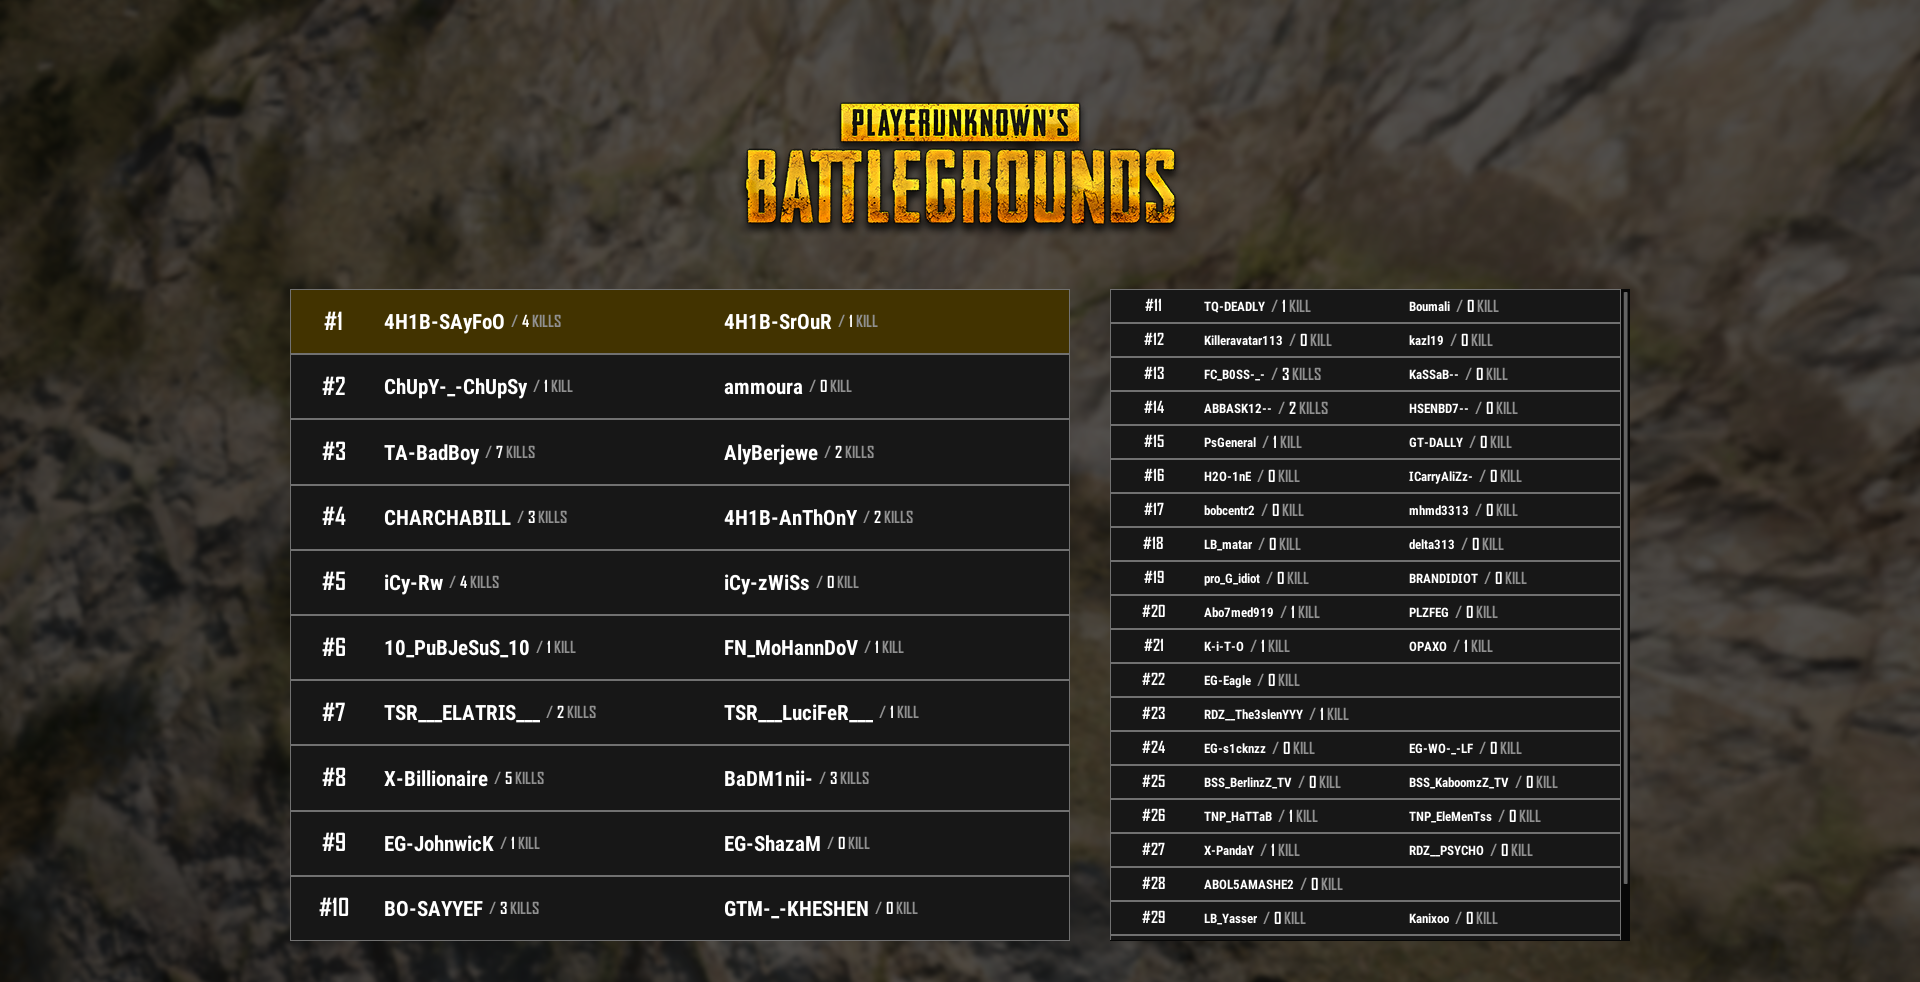 PLAYERUNKNOWN'S
BATTLEGROUNDS
#1 4H1B-SAyFoO / 4 KILLS 4H1B-SrOuR / 1 KILL
#2 ChUpY-_-ChUpSy / 1 KILL ammoura / 0 KILL
#3 TA-BadBoy / 7 KILLS AlyBerjewe / 2 KILLS
#4 CHARCHABILL / 3 KILLS 4H1B-AnThOnY / 2 KILLS
#5 iCy-Rw / 4 KILLS iCy-zWiSs / 0 KILL
#6 10_PuBJeSuS_10 / 1 KILL FN_MoHannDoV / 1 KILL
#7 TSR___ELATRIS___ / 2 KILLS TSR___LuciFeR___ / 1 KILL
#8 X-Billionaire / 5 KILLS BaDM1nii- / 3 KILLS
#9 EG-JohnwicK / 1 KILL EG-ShazaM / 0 KILL
#10 BO-SAYYEF / 3 KILLS GTM-_-KHESHEN / 0 KILL
#11 TQ-DEADLY / 1 KILL Boumali / 0 KILL
#12 Killeravatar113 / 0 KILL kazl19 / 0 KILL
#13 FC_B0SS-_- / 3 KILLS KaSSaB-- / 0 KILL
#14 ABBASK12-- / 2 KILLS HSENBD7-- / 0 KILL
#15 PsGeneral / 1 KILL GT-DALLY / 0 KILL
#16 H2O-1nE / 0 KILL ICarryAliZz- / 0 KILL
#17 bobcentr2 / 0 KILL mhmd3313 / 0 KILL
#18 LB_matar / 0 KILL delta313 / 0 KILL
#19 pro_G_idiot / 0 KILL BRANDIDIOT / 0 KILL
#20 Abo7med919 / 1 KILL PLZFEG / 0 KILL
#21 K-i-T-O / 1 KILL OPAXO / 1 KILL
#22 EG-Eagle / 0 KILL
#23 RDZ__The3slenYYY / 1 KILL
#24 EG-s1cknzz / 0 KILL EG-WO-_-LF / 0 KILL
#25 BSS_BerlinzZ_TV / 0 KILL BSS_KaboomzZ_TV / 0 KILL
#26 TNP_HaTTaB / 1 KILL TNP_EleMenTss / 0 KILL
#27 X-PandaY / 1 KILL RDZ__PSYCHO / 0 KILL
#28 ABOL5AMASHE2 / 0 KILL
#29 LB_Yasser / 0 KILL Kanixoo / 0 KILL